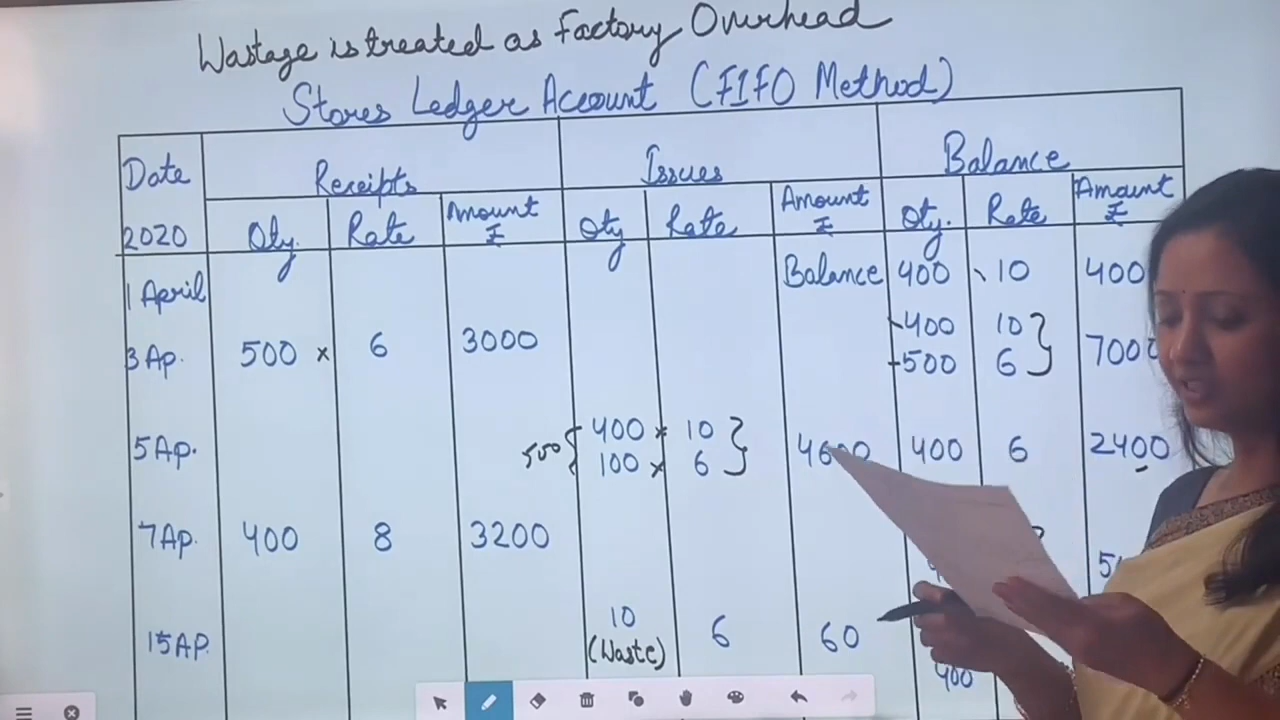 Wastage is treated as Factory Overhead
Stores Ledger Account (FIFO Method)
Date 2020 Receipts Issues Balance
Qty. Rate Amount ₹ Qty Rate Amount ₹ Qty. Rate Amount ₹
1 April Balance 400 10 400
3 Ap. 500 x 6 3000 400 10 } 7000
500 6
5 Ap. 500 { 400 x 10 } 4600 400 6 2400
100 x 6
7 Ap. 400 8 3200
15 AP. 10 (Waste) 6 60
400